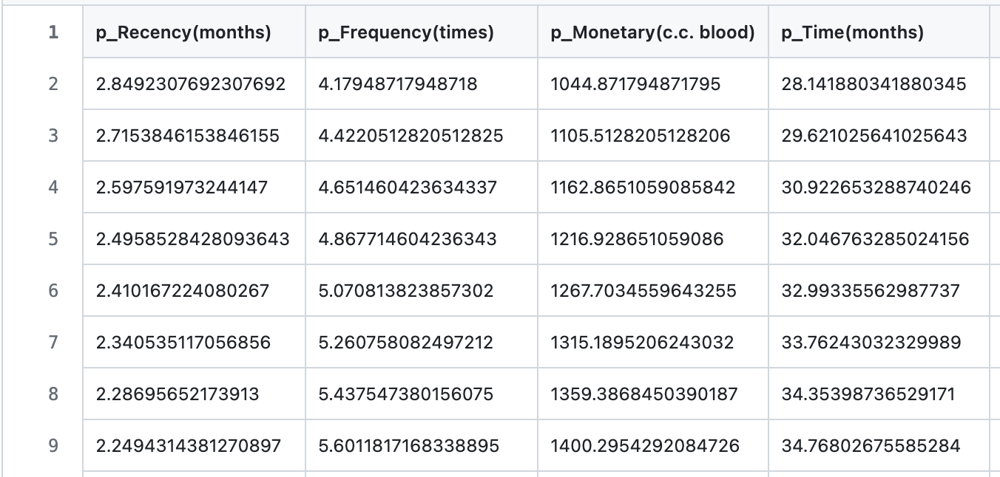 1 p_Recency(months) p_Frequency(times) p_Monetary(c.c. blood) p_Time(months)
2 2.8492307692307692 4.17948717948718 1044.871794871795 28.141880341880345
3 2.7153846153846155 4.4220512820512825 1105.5128205128206 29.621025641025643
4 2.597591973244147 4.651460423634337 1162.8651059085842 30.922653288740246
5 2.4958528428093643 4.867714604236343 1216.928651059086 32.046763285024156
6 2.410167224080267 5.070813823857302 1267.7034559643255 32.99335562987737
7 2.340535117056856 5.260758082497212 1315.1895206243032 33.76243032329989
8 2.28695652173913 5.437547380156075 1359.3868450390187 34.35398736529171
9 2.2494314381270897 5.6011817168338895 1400.2954292084726 34.76802675585284